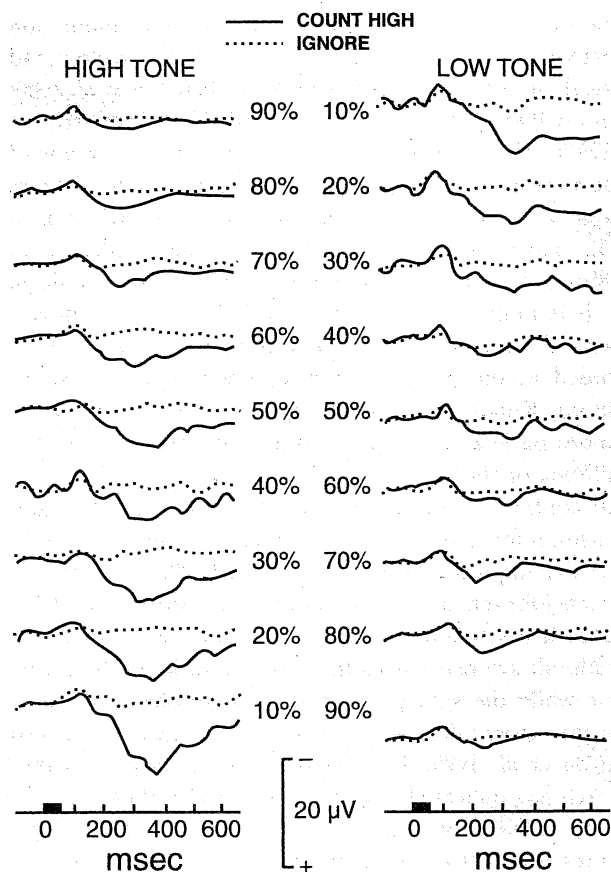 COUNT HIGH
IGNORE
HIGH TONE LOW TONE
90% 10%
80% 20%
70% 30%
60% 40%
50% 50%
40% 60%
30% 70%
20% 80%
10% 90%
−
20 μV
+
0 200 400 600 0 200 400 600
msec msec